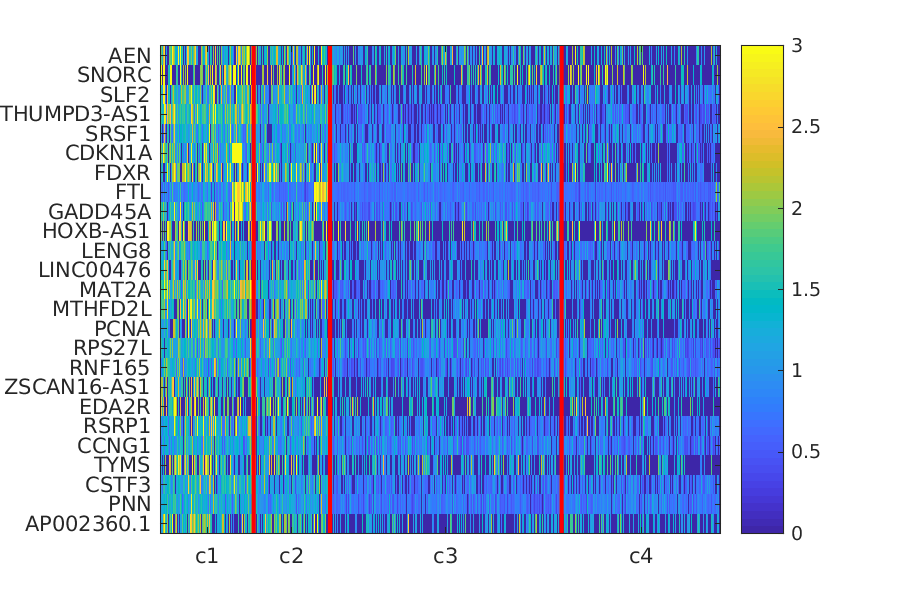 AEN
SNORC
SLF2
THUMPD3-AS1
SRSF1
CDKN1A
FDXR
FTL
GADD45A
HOXB-AS1
LENG8
LINC00476
MAT2A
MTHFD2L
PCNA
RPS27L
RNF165
ZSCAN16-AS1
EDA2R
RSRP1
CCNG1
TYMS
CSTF3
PNN
AP002360.1
c1 c2 c3 c4
3
2.5
2
1.5
1
0.5
0